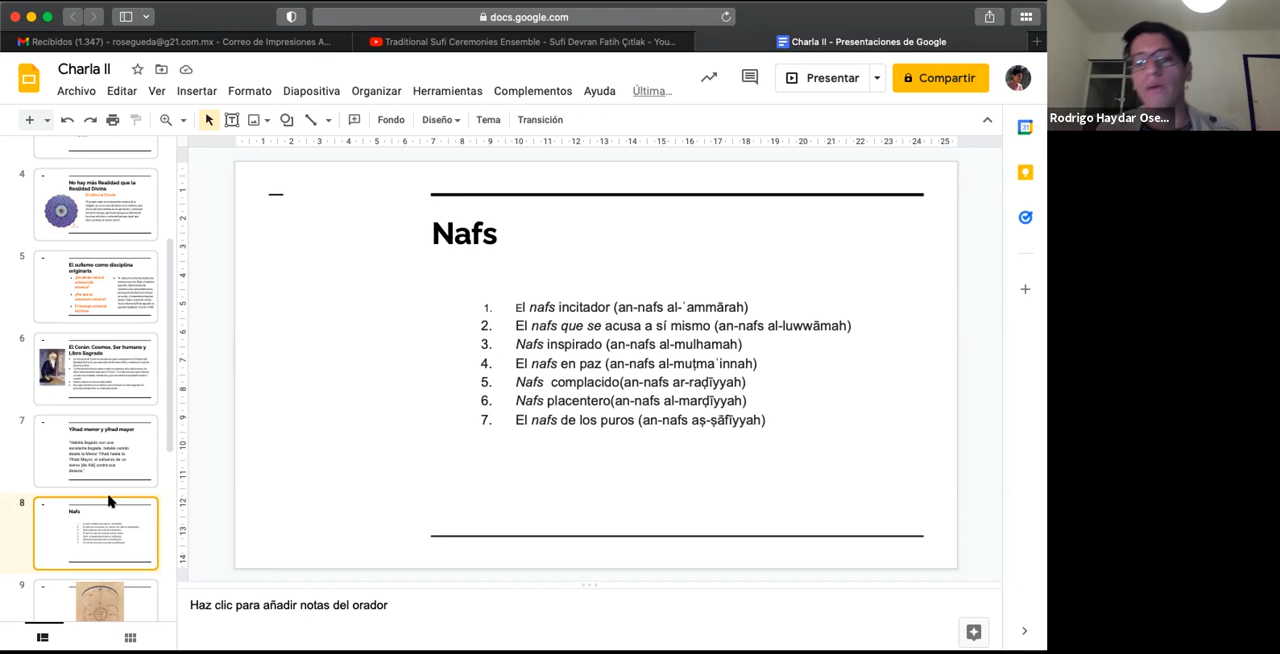 docs.google.com
Recibidos (1.347) - rosegueda@g21.com.mx - Correo de Impresiones A...
Traditional Sufi Ceremonies Ensemble - Sufi Devran Fatih Çıtlak - You...
Charla II - Presentaciones de Google
Charla II
Archivo Editar Ver Insertar Formato Diapositiva Organizar Herramientas Complementos Ayuda Última...
Presentar
Compartir
Fondo Diseño Tema Transición
Rodrigo Haydar Ose...
4
No hay más Realidad que la
Realidad Divina
5
El sufismo como disciplina
originaria
6
El Corán: Cosmos, Ser humano y
Libro Sagrado
7
Yihad menor y yihad mayor
8
Nafs
9
Nafs
1. El nafs incitador (an-nafs al-ʾammārah)
2. El nafs que se acusa a sí mismo (an-nafs al-luwwāmah)
3. Nafs inspirado (an-nafs al-mulhamah)
4. El nafs en paz (an-nafs al-muṭmaʾinnah)
5. Nafs complacido(an-nafs ar-raḍīyyah)
6. Nafs placentero(an-nafs al-marḍīyyah)
7. El nafs de los puros (an-nafs aṣ-ṣāfīyyah)
Haz clic para añadir notas del orador